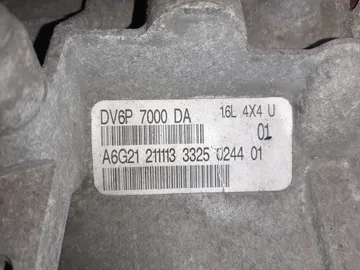 DV6P 7000 DA 1.6L 4X4 U
01
A6G21 211113 3325 0244 01